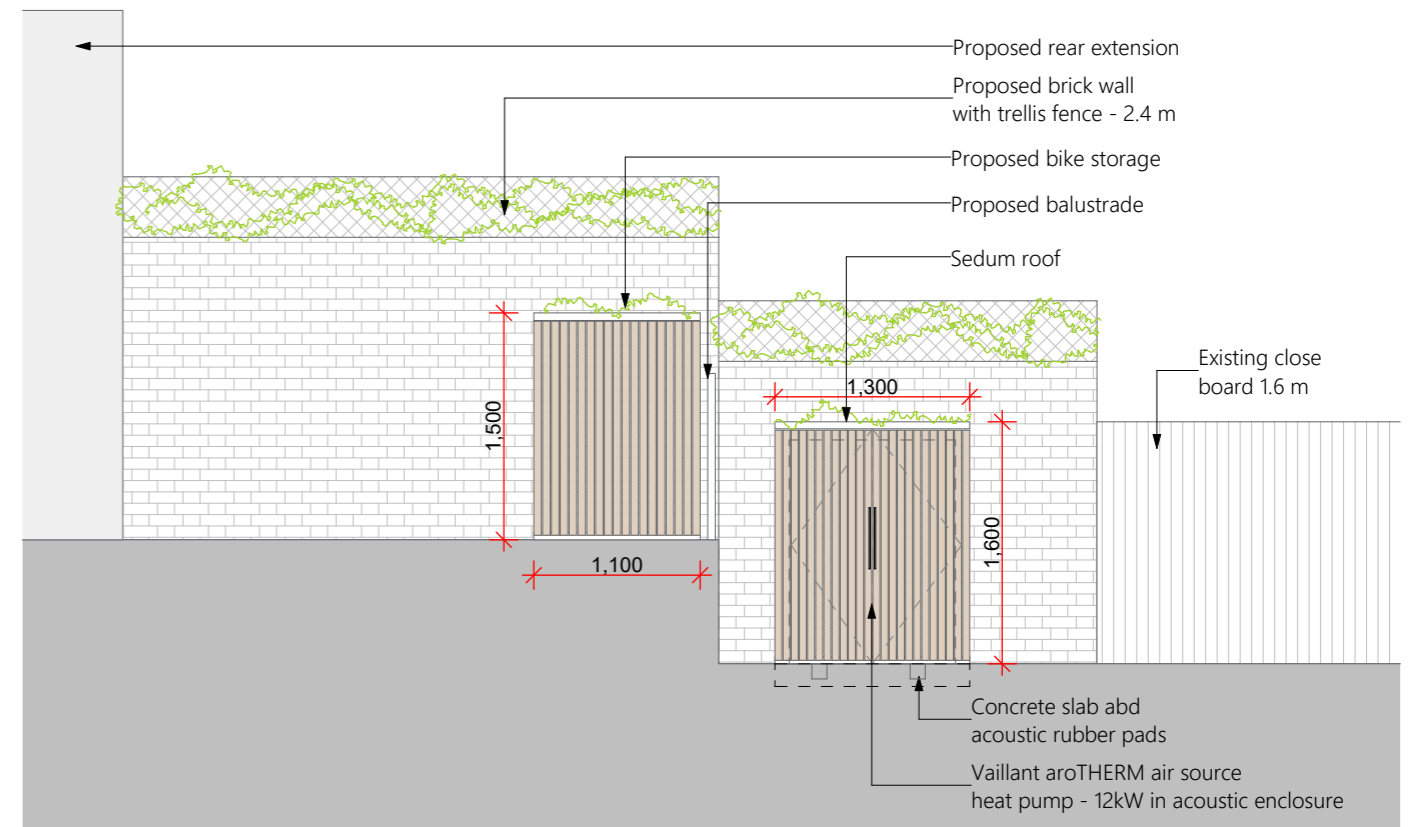 Proposed rear extension
Proposed brick wall
with trellis fence - 2.4 m
Proposed bike storage
Proposed balustrade
Sedum roof
Existing close
board 1.6 m
1,300
1,500
1,600
1,100
Concrete slab abd
acoustic rubber pads
Vaillant aroTHERM air source
heat pump - 12kW in acoustic enclosure